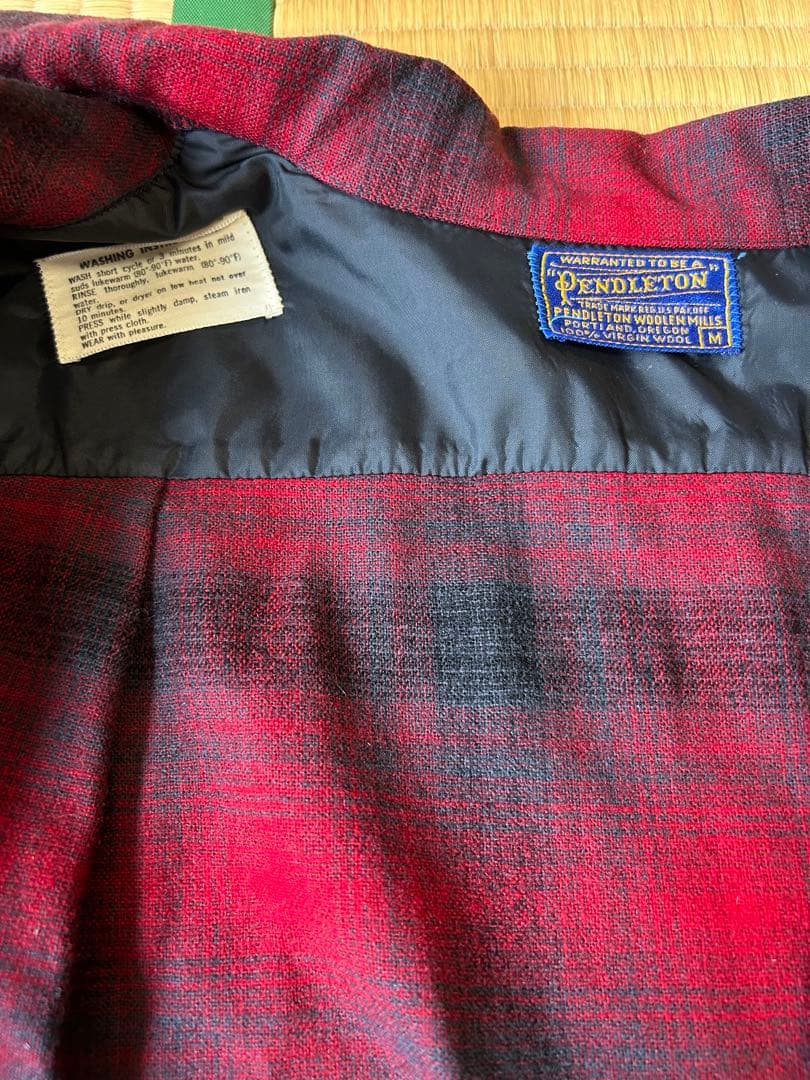 WASHING INST
WASH short cycle or 3 minutes in mild
suds lukewarm (80°-90°F) water.
RINSE thoroughly, lukewarm (80°-90°F)
water.
DRY drip, or dryer on low heat not over
10 minutes.
PRESS while slightly damp, steam iron
with press cloth.
WEAR with pleasure.
WARRANTED TO BE A
"PENDLETON"
TRADE MARK REG. U.S. PAT. OFF
PENDLETON WOOLEN MILLS
PORTLAND, OREGON
100% VIRGIN WOOL M